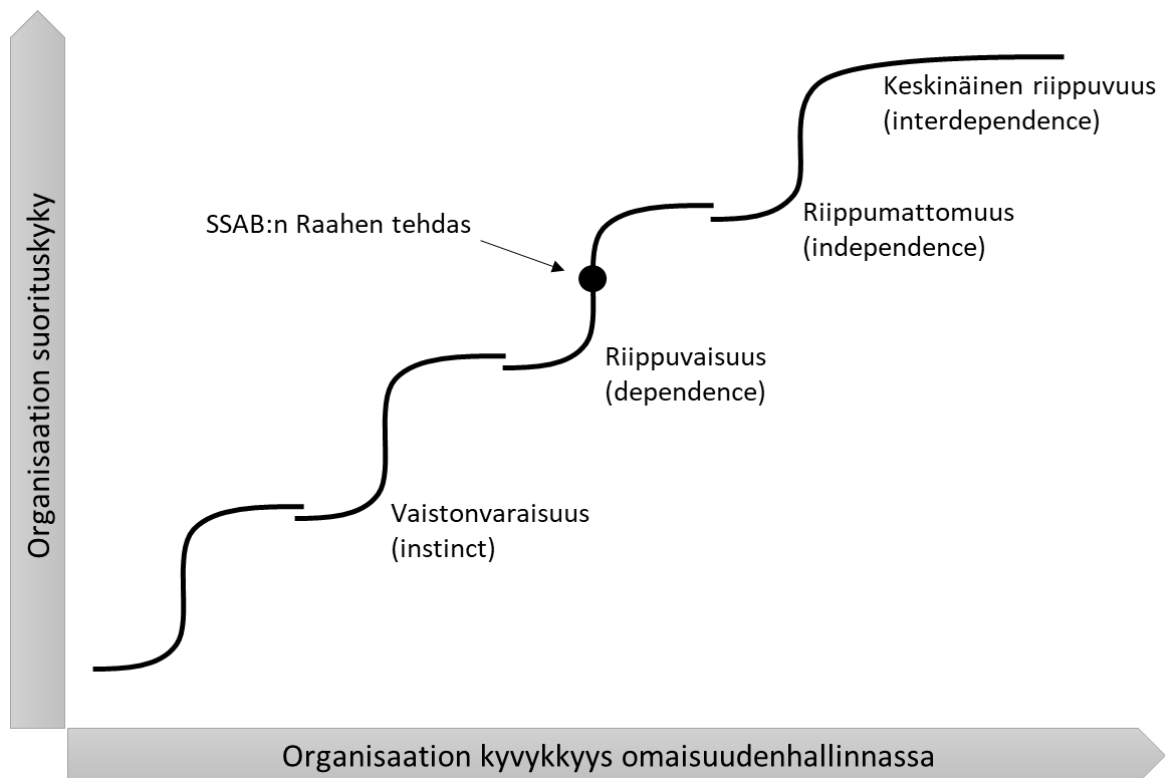 Organisaation suorituskyky
Keskinäinen riippuvuus
(interdependence)
SSAB:n Raahen tehdas
Riippumattomuus
(independence)
Riippuvaisuus
(dependence)
Vaistonvaraisuus
(instinct)
Organisaation kyvykkyys omaisuudenhallinnassa